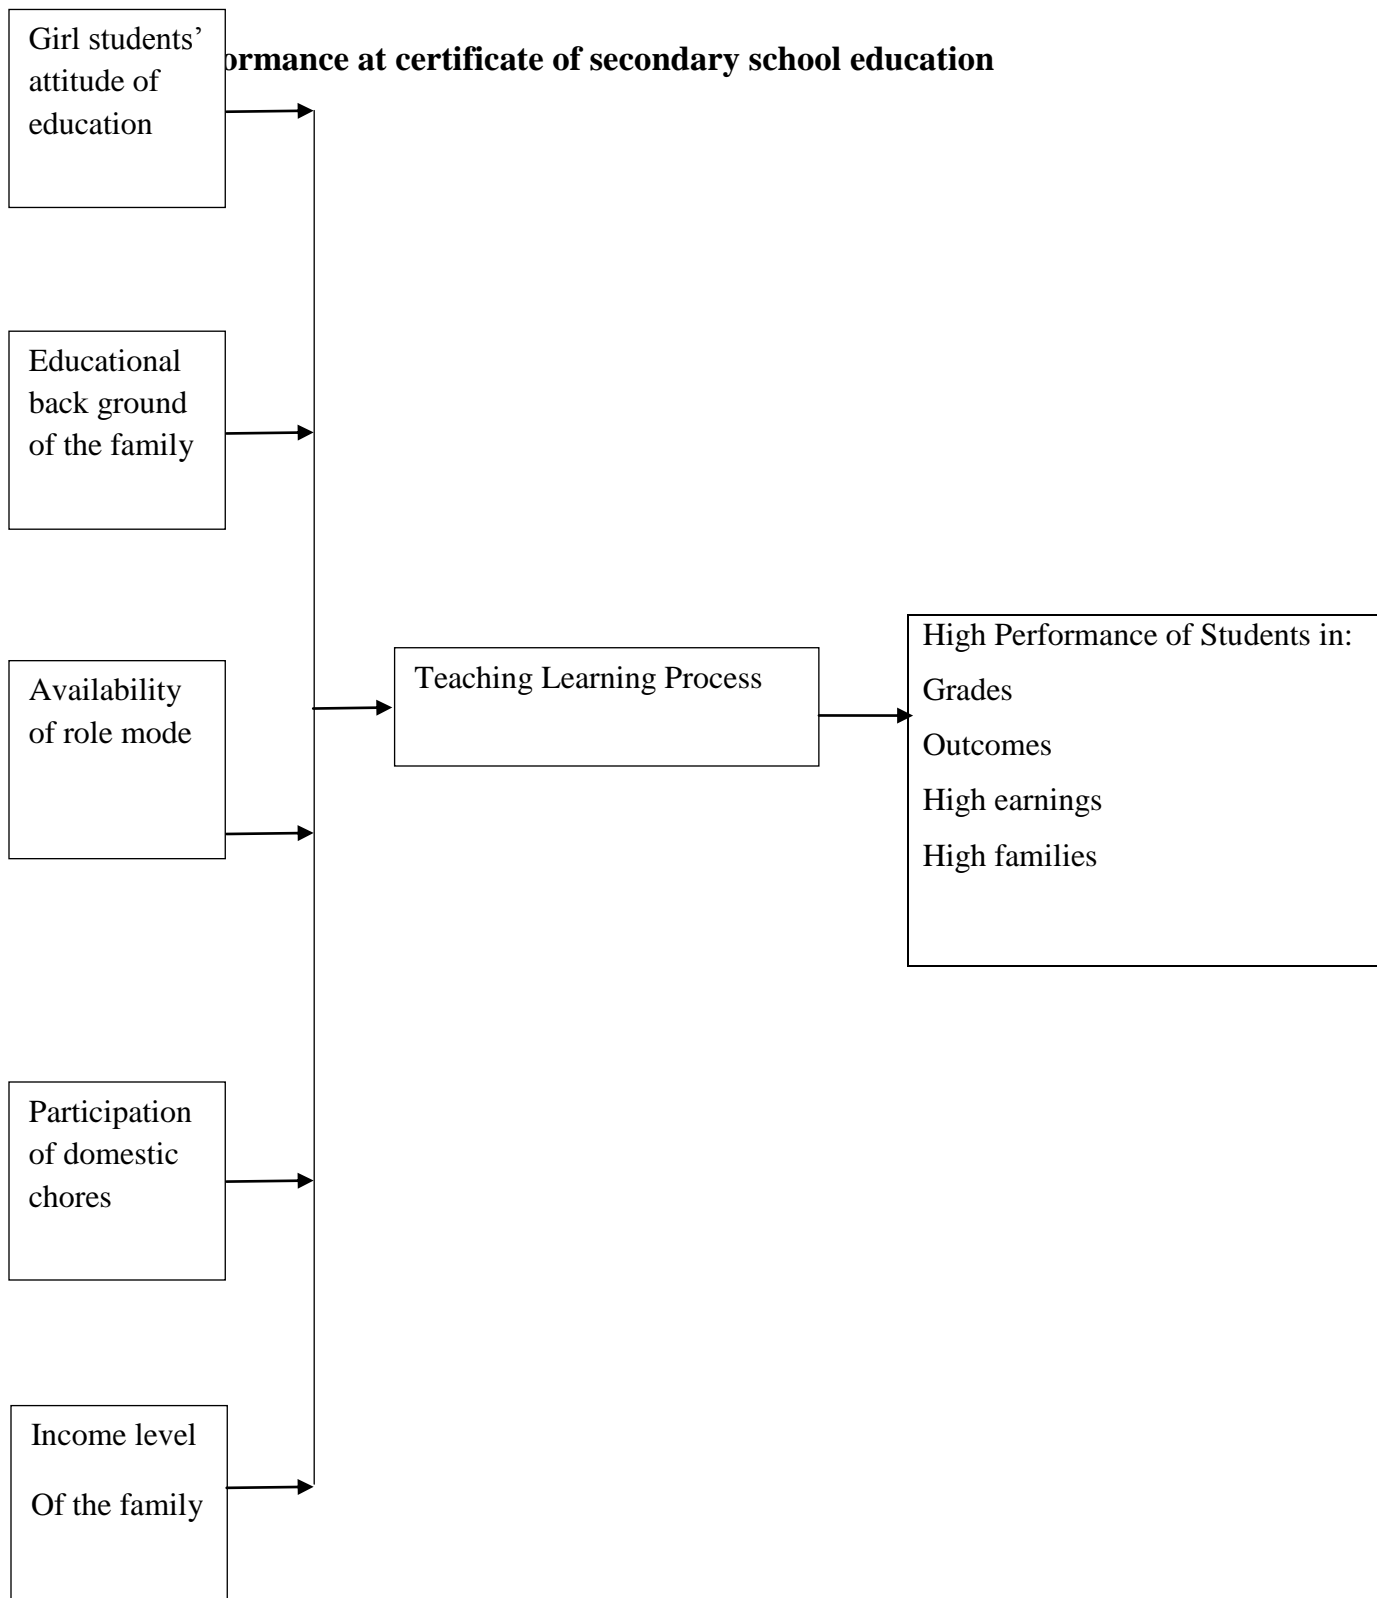 Girl students’
attitude of
education
ormance at certificate of secondary school education
Educational
back ground
of the family
Availability
of role mode
Teaching Learning Process
High Performance of Students in:
Grades
Outcomes
High earnings
High families
Participation
of domestic
chores
Income level
Of the family